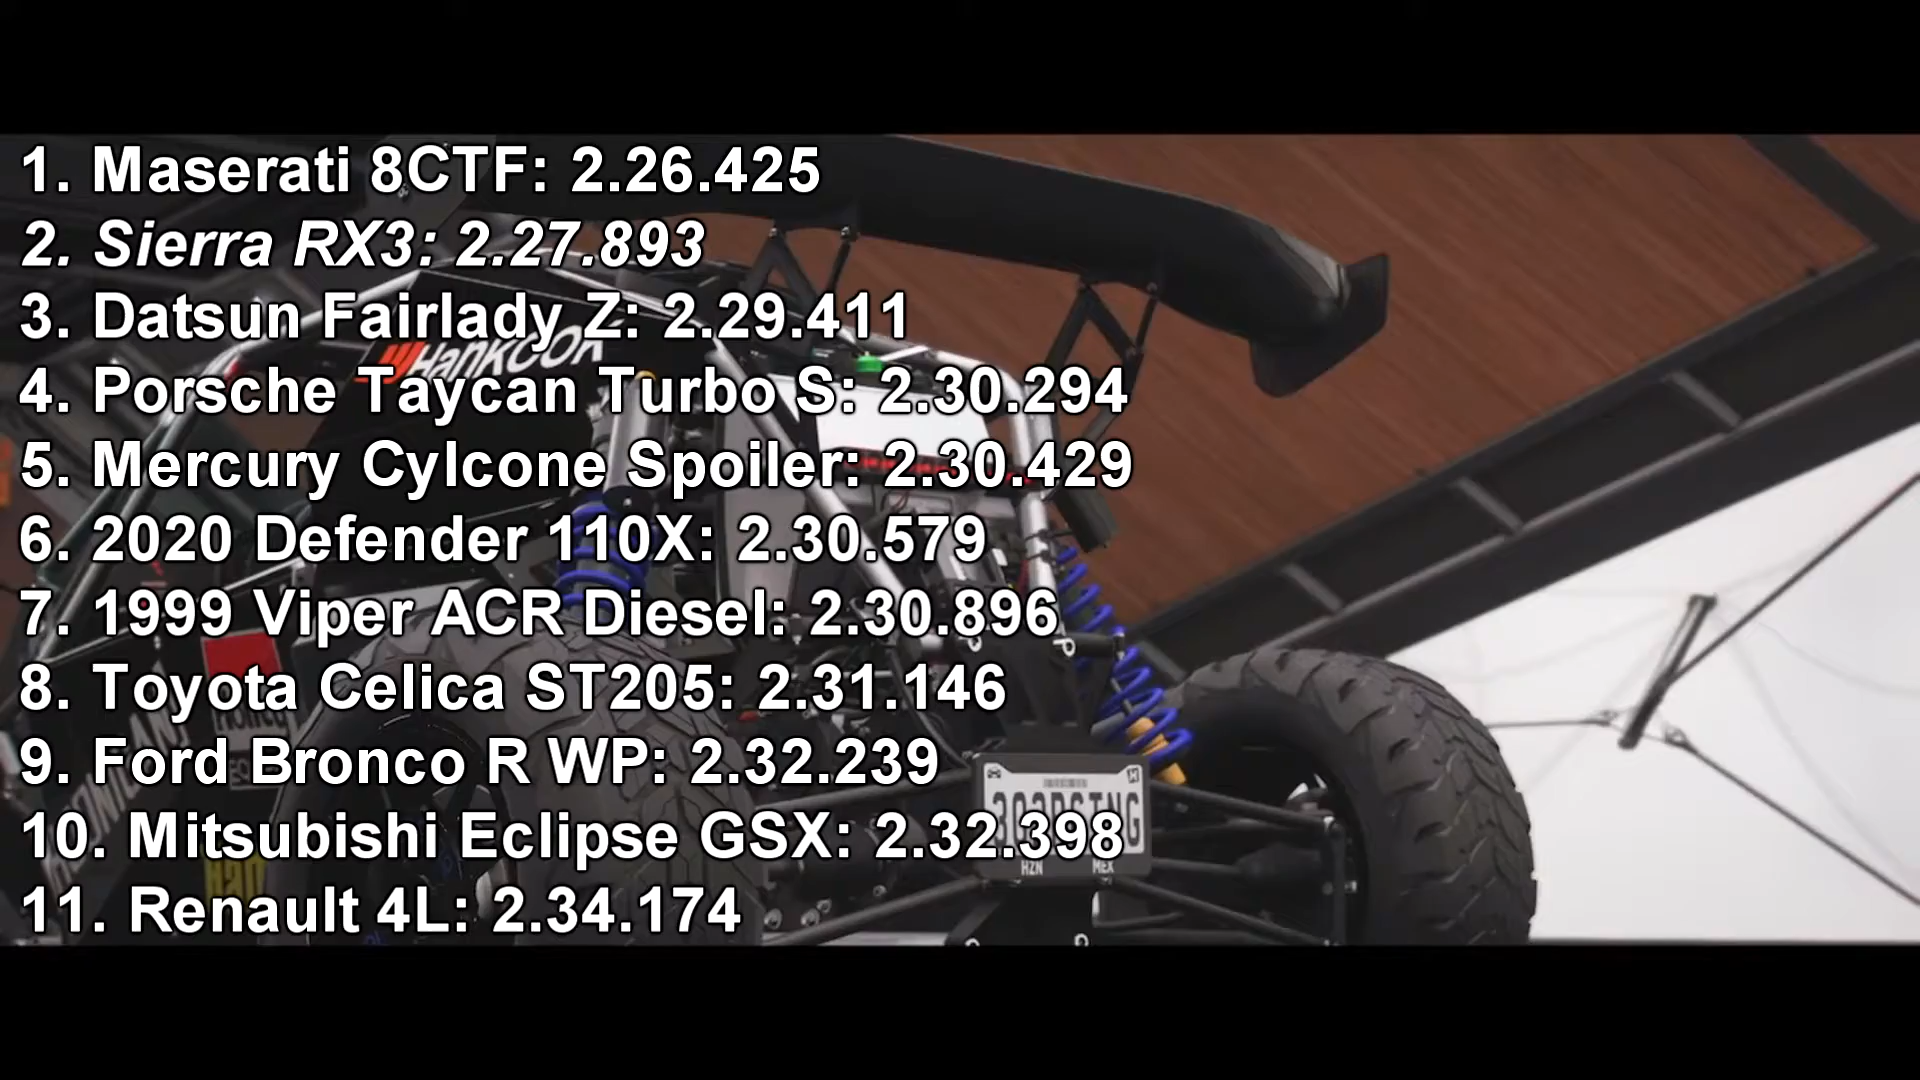 1. Maserati 8CTF: 2.26.425
2. Sierra RX3: 2.27.893
3. Datsun Fairlady Z: 2.29.411
Hankook
4. Porsche Taycan Turbo S: 2.30.294
5. Mercury Cylcone Spoiler: 2.30.429
6. 2020 Defender 110X: 2.30.579
7. 1999 Viper ACR Diesel: 2.30.896
8. Toyota Celica ST205: 2.31.146
9. Ford Bronco R WP: 2.32.239
10. Mitsubishi Eclipse GSX: 2.32.398
HZN MEX
11. Renault 4L: 2.34.174